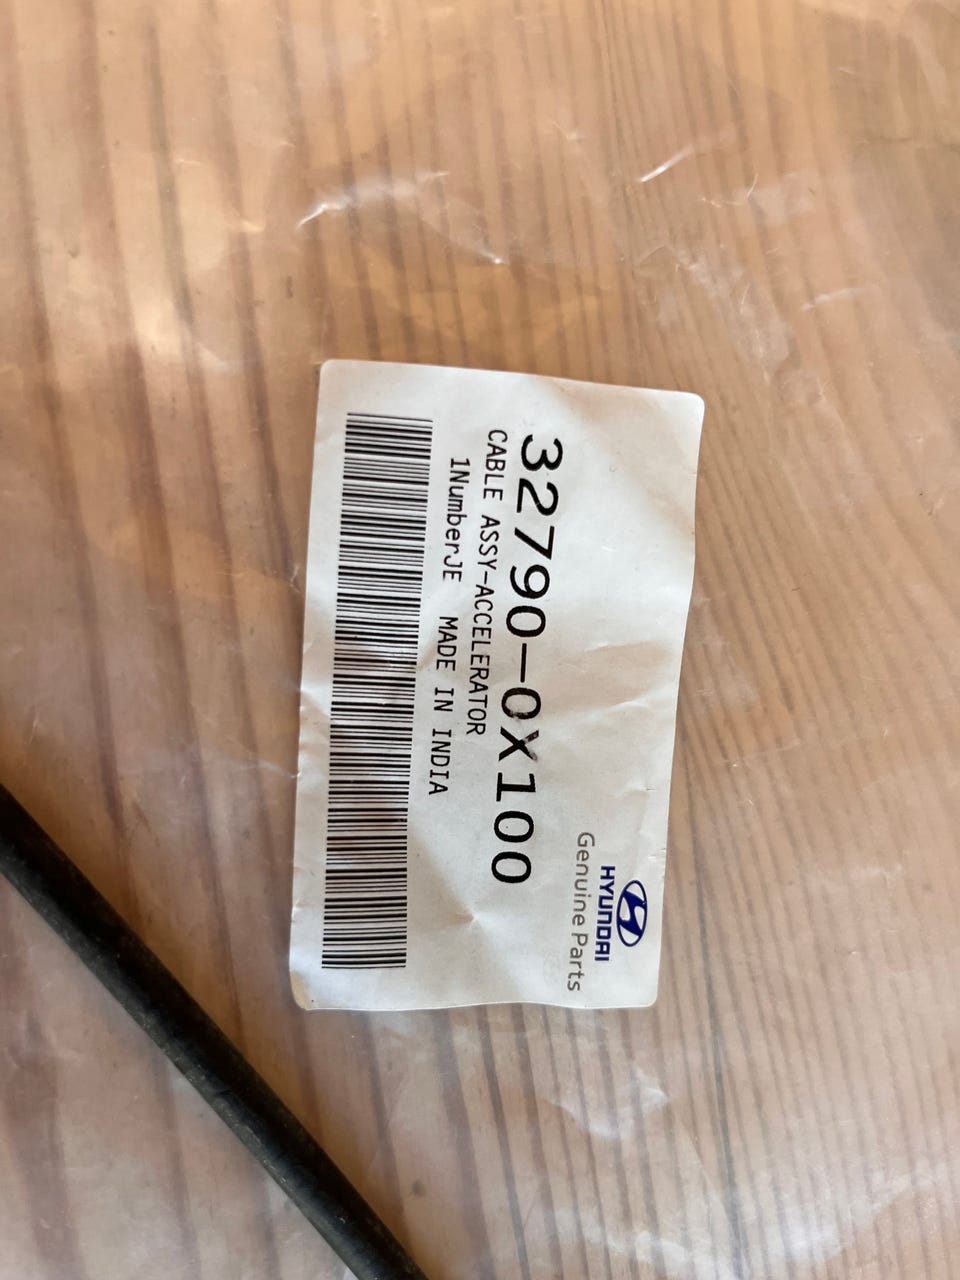 HYUNDAI
Genuine Parts
32790-0X100
CABLE ASSY-ACCELERATOR
1NumberJE MADE IN INDIA